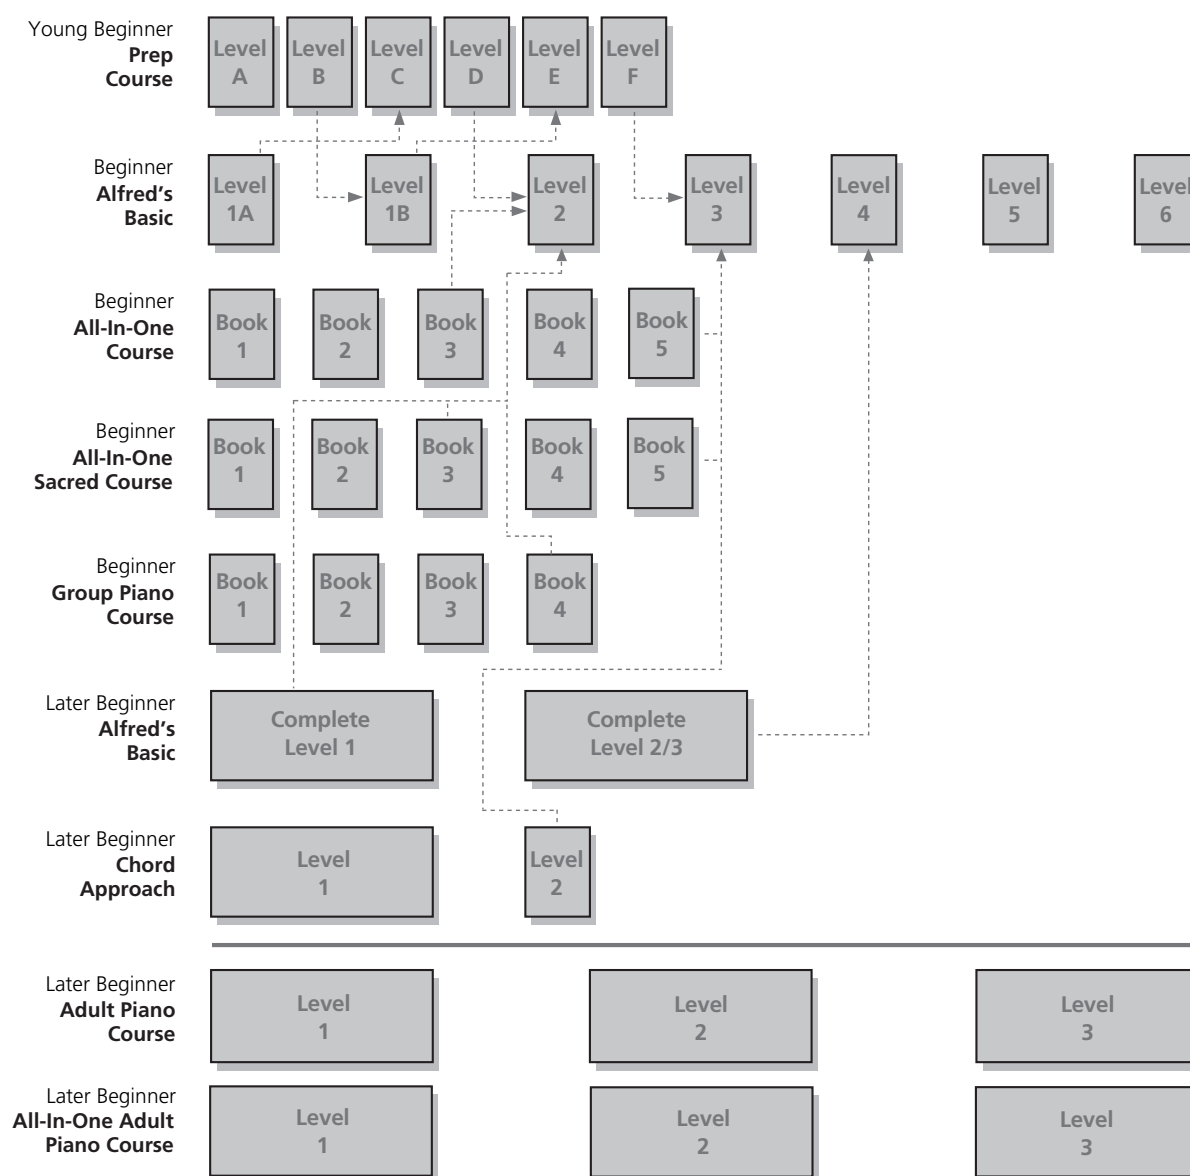 Young Beginner
Prep
Course
Level
A
Level
B
Level
C
Level
D
Level
E
Level
F
Beginner
Alfred's
Basic
Level
1A
Level
1B
Level
2
Level
3
Level
4
Level
5
Level
6
Beginner
All-In-One
Course
Book
1
Book
2
Book
3
Book
4
Book
5
Beginner
All-In-One
Sacred Course
Book
1
Book
2
Book
3
Book
4
Book
5
Beginner
Group Piano
Course
Book
1
Book
2
Book
3
Book
4
Later Beginner
Alfred's
Basic
Complete
Level 1
Complete
Level 2/3
Later Beginner
Chord
Approach
Level
1
Level
2
Later Beginner
Adult Piano
Course
Level
1
Level
2
Level
3
Later Beginner
All-In-One Adult
Piano Course
Level
1
Level
2
Level
3